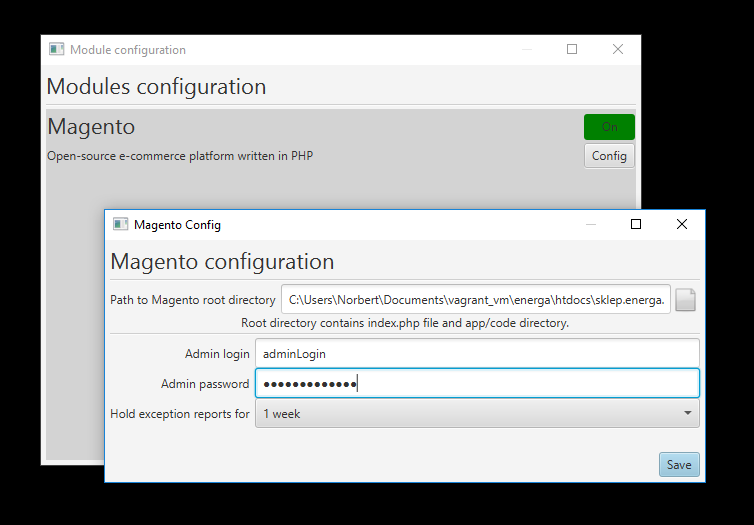 Module configuration
Modules configuration
Magento
On
Open-source e-commerce platform written in PHP
Config
Magento Config
Magento configuration
Path to Magento root directory C:\Users\Norbert\Documents\vagrant_vm\energa\htdocs\sklep.energa.
Root directory contains index.php file and app/code directory.
Admin login adminLogin
Admin password ●●●●●●●●●●●●●
Hold exception reports for 1 week
Save